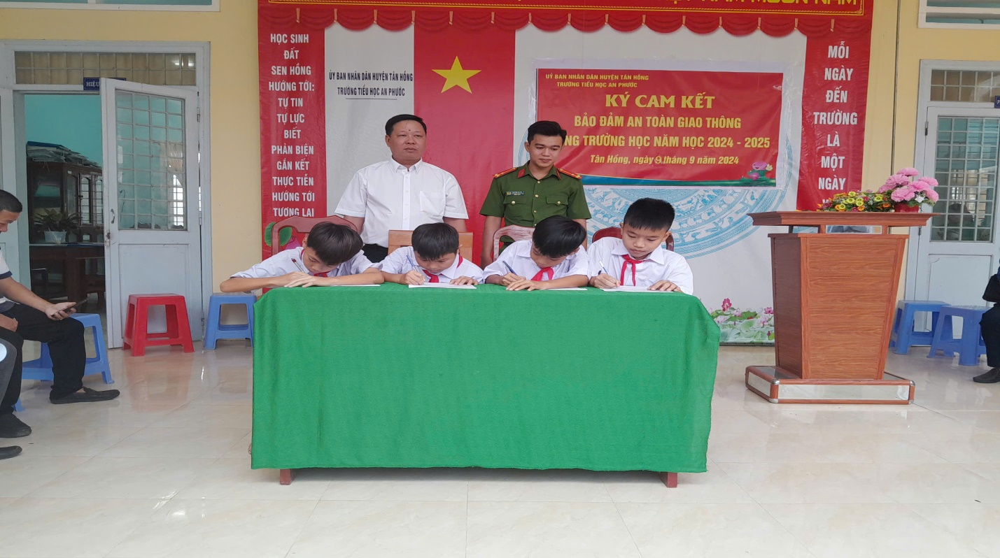 NAM MUÔN NĂM
HỌC SINH
ĐẤT
SEN HỒNG
HƯỚNG TỚI:
TỰ TIN
TỰ LỰC
BIẾT
PHẢN BIỆN
GẮN KẾT
THỰC TIỄN
HƯỚNG TỚI
TƯƠNG LAI
HIỆU
ỦY BAN NHÂN DÂN HUYỆN TÂN HỒNG
TRƯỜNG TIỂU HỌC AN PHƯỚC
UỶ BAN NHÂN DÂN HUYỆN TÂN HỒNG
TRƯỜNG TIỂU HỌC AN PHƯỚC
KÝ CAM KẾT
BẢO ĐẢM AN TOÀN GIAO THÔNG
NG TRƯỜNG HỌC NĂM HỌC 2024 - 2025
Tân Hồng, ngày 9 tháng 9 năm 2024
MỖI
NGÀY
ĐẾN
TRƯỜNG
LÀ
MỘT
NGÀY